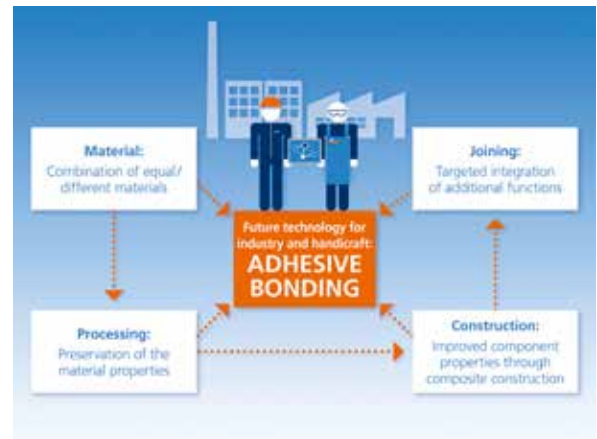 Material:
Combination of equal/
different materials
Joining:
Targeted integration
of additional functions
Future technology for
industry and handicraft:
ADHESIVE
BONDING
Processing:
Preservation of the
material properties
Construction:
Improved component
properties through
composite construction